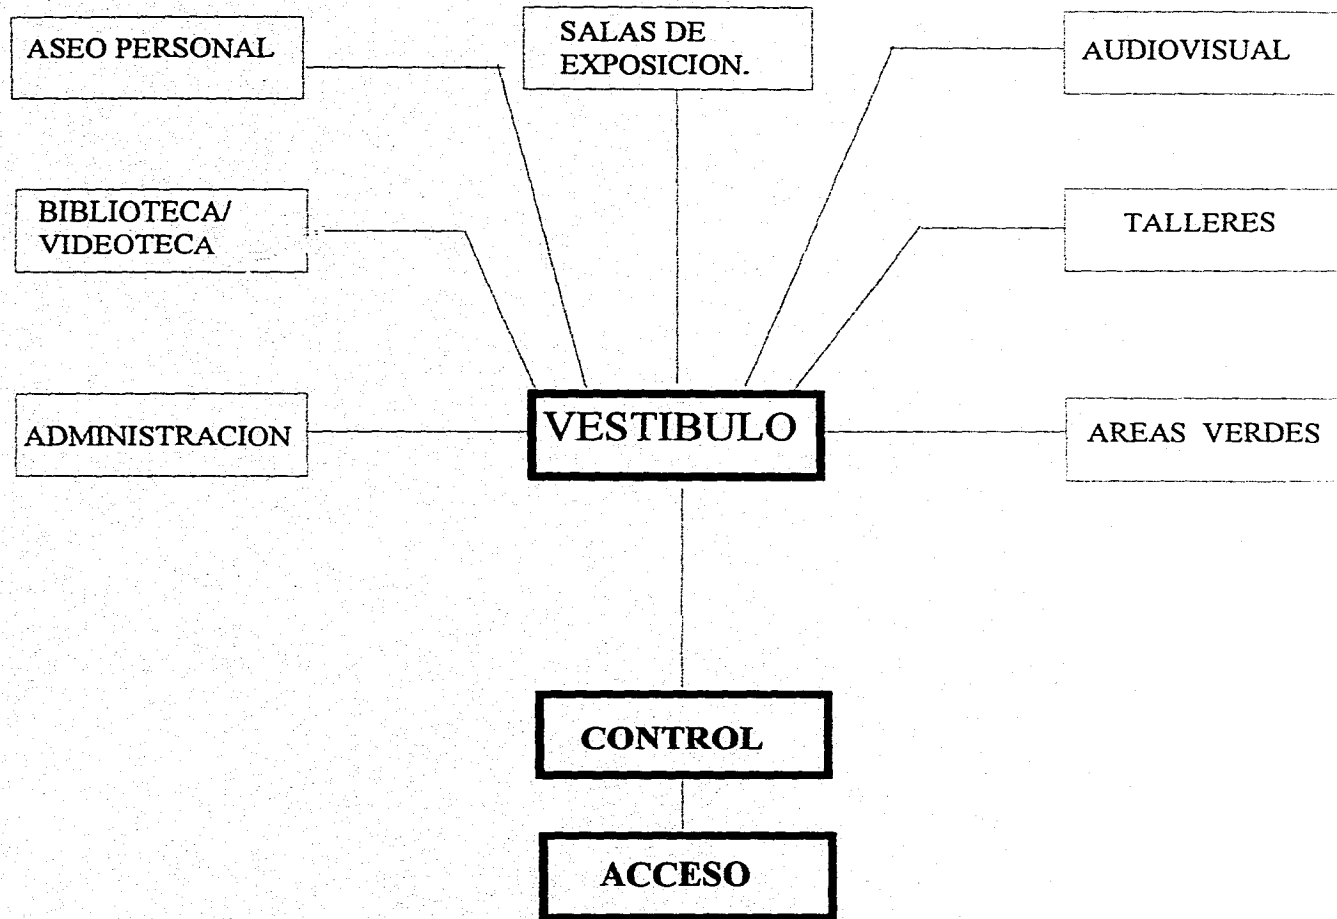 ASEO PERSONAL
SALAS DE
EXPOSICION.
AUDIOVISUAL
BIBLIOTECA/
VIDEOTECA
TALLERES
ADMINISTRACION
VESTIBULO
AREAS VERDES
CONTROL
ACCESO